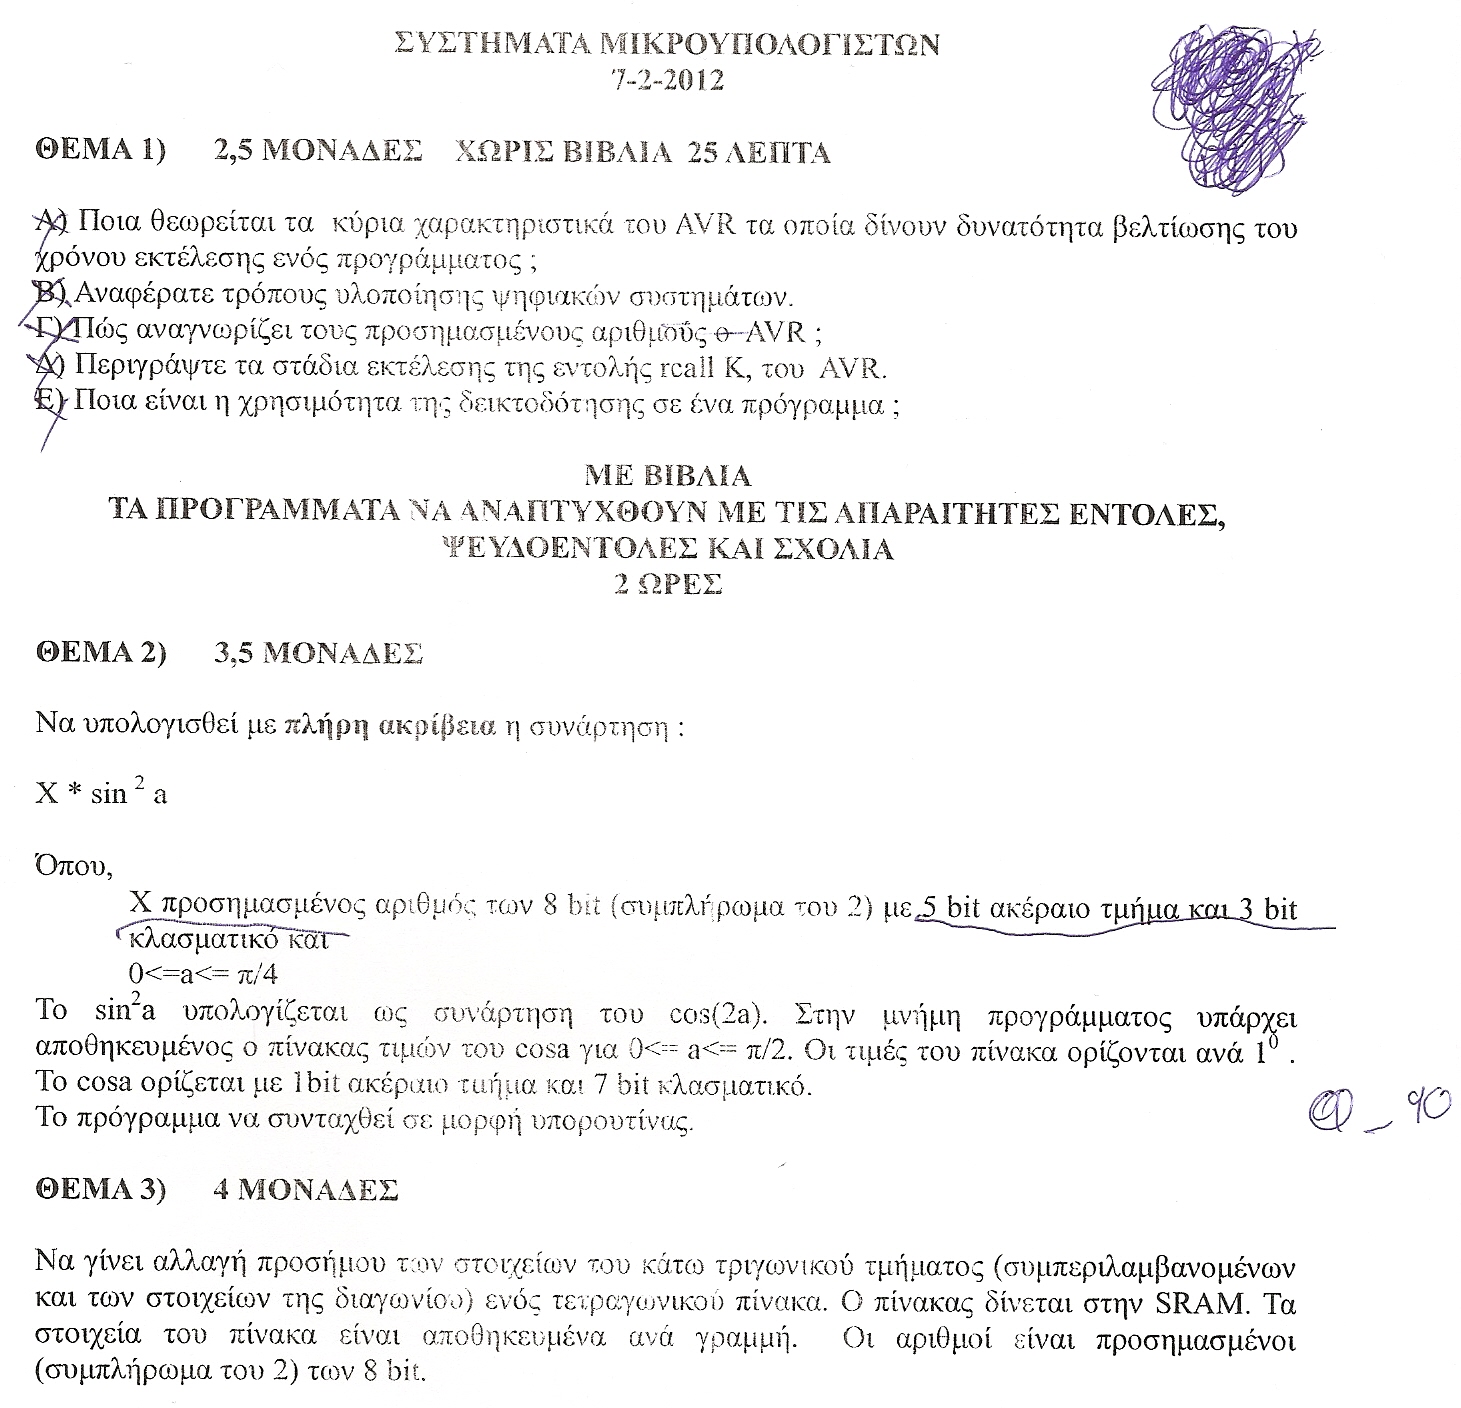 ΣΥΣΤΗΜΑΤΑ ΜΙΚΡΟΥΠΟΛΟΓΙΣΤΩΝ
7-2-2012
ΘΕΜΑ 1) 2,5 ΜΟΝΑΔΕΣ ΧΩΡΙΣ ΒΙΒΛΙΑ 25 ΛΕΠΤΑ
Α) Ποια θεωρείται τα κύρια χαρακτηριστικά του AVR τα οποία δίνουν δυνατότητα βελτίωσης του
χρόνου εκτέλεσης ενός προγράμματος ;
Β) Αναφέρατε τρόπους υλοποίησης ψηφιακών συστημάτων.
Γ) Πώς αναγνωρίζει τους προσημασμένους αριθμούς ο AVR ;
Δ) Περιγράψτε τα στάδια εκτέλεσης της εντολής rcall K, του AVR.
Ε) Ποια είναι η χρησιμότητα της δεικτοδότησης σε ένα πρόγραμμα ;
ΜΕ ΒΙΒΛΙΑ
ΤΑ ΠΡΟΓΡΑΜΜΑΤΑ ΝΑ ΑΝΑΠΤΥΧΘΟΥΝ ΜΕ ΤΙΣ ΑΠΑΡΑΙΤΗΤΕΣ ΕΝΤΟΛΕΣ,
ΨΕΥΔΟΕΝΤΟΛΕΣ ΚΑΙ ΣΧΟΛΙΑ
2 ΩΡΕΣ
ΘΕΜΑ 2) 3,5 ΜΟΝΑΔΕΣ
Να υπολογισθεί με πλήρη ακρίβεια η συνάρτηση :
X * sin ² a
Όπου,
Χ προσημασμένος αριθμός των 8 bit (συμπλήρωμα του 2) με 5 bit ακέραιο τμήμα και 3 bit
κλασματικό και
0<=a<= π/4
Το sin²a υπολογίζεται ως συνάρτηση του cos(2a). Στην μνήμη προγράμματος υπάρχει
αποθηκευμένος ο πίνακας τιμών του cosa για 0<= a<= π/2. Οι τιμές του πίνακα ορίζονται ανά 1⁰ .
Το cosa ορίζεται με 1bit ακέραιο τμήμα και 7 bit κλασματικό.
Το πρόγραμμα να συνταχθεί σε μορφή υπορουτίνας.
90
ΘΕΜΑ 3) 4 ΜΟΝΑΔΕΣ
Να γίνει αλλαγή προσήμου των στοιχείων του κάτω τριγωνικού τμήματος (συμπεριλαμβανομένων
και των στοιχείων της διαγωνίου) ενός τετραγωνικού πίνακα. Ο πίνακας δίνεται στην SRAM. Τα
στοιχεία του πίνακα είναι αποθηκευμένα ανά γραμμή. Οι αριθμοί είναι προσημασμένοι
(συμπλήρωμα του 2) των 8 bit.